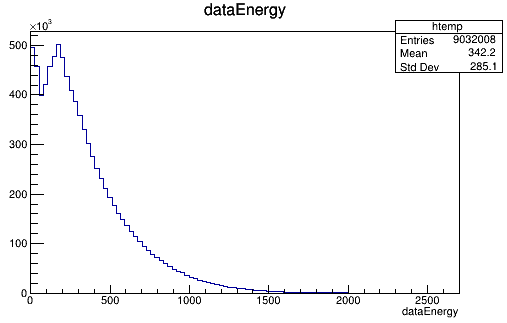 dataEnergy
×10³
htemp
Entries 9032008
Mean 342.2
Std Dev 285.1
500
400
300
200
100
0
0 500 1000 1500 2000 2500
dataEnergy